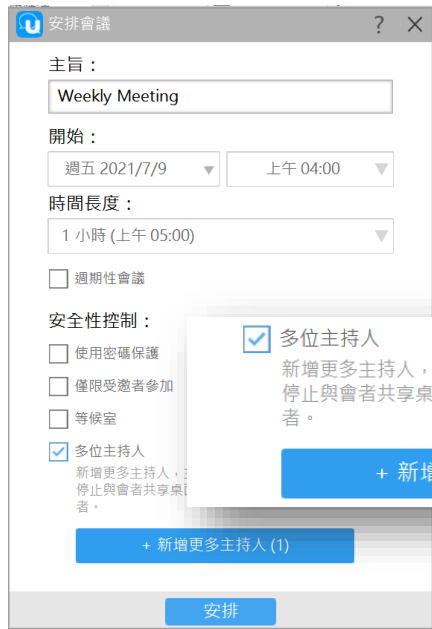 安排會議
?
主旨：
Weekly Meeting
開始：
週五 2021/7/9
上午 04:00
時間長度：
1 小時 (上午 05:00)
週期性會議
安全性控制：
使用密碼保護
僅限受邀者參加
等候室
多位主持人
新增更多主持人，
停止與會者共享桌
者。
+ 新增更多主持人 (1)
安排
多位主持人
新增更多主持人，
停止與會者共享桌
者。
+ 新增